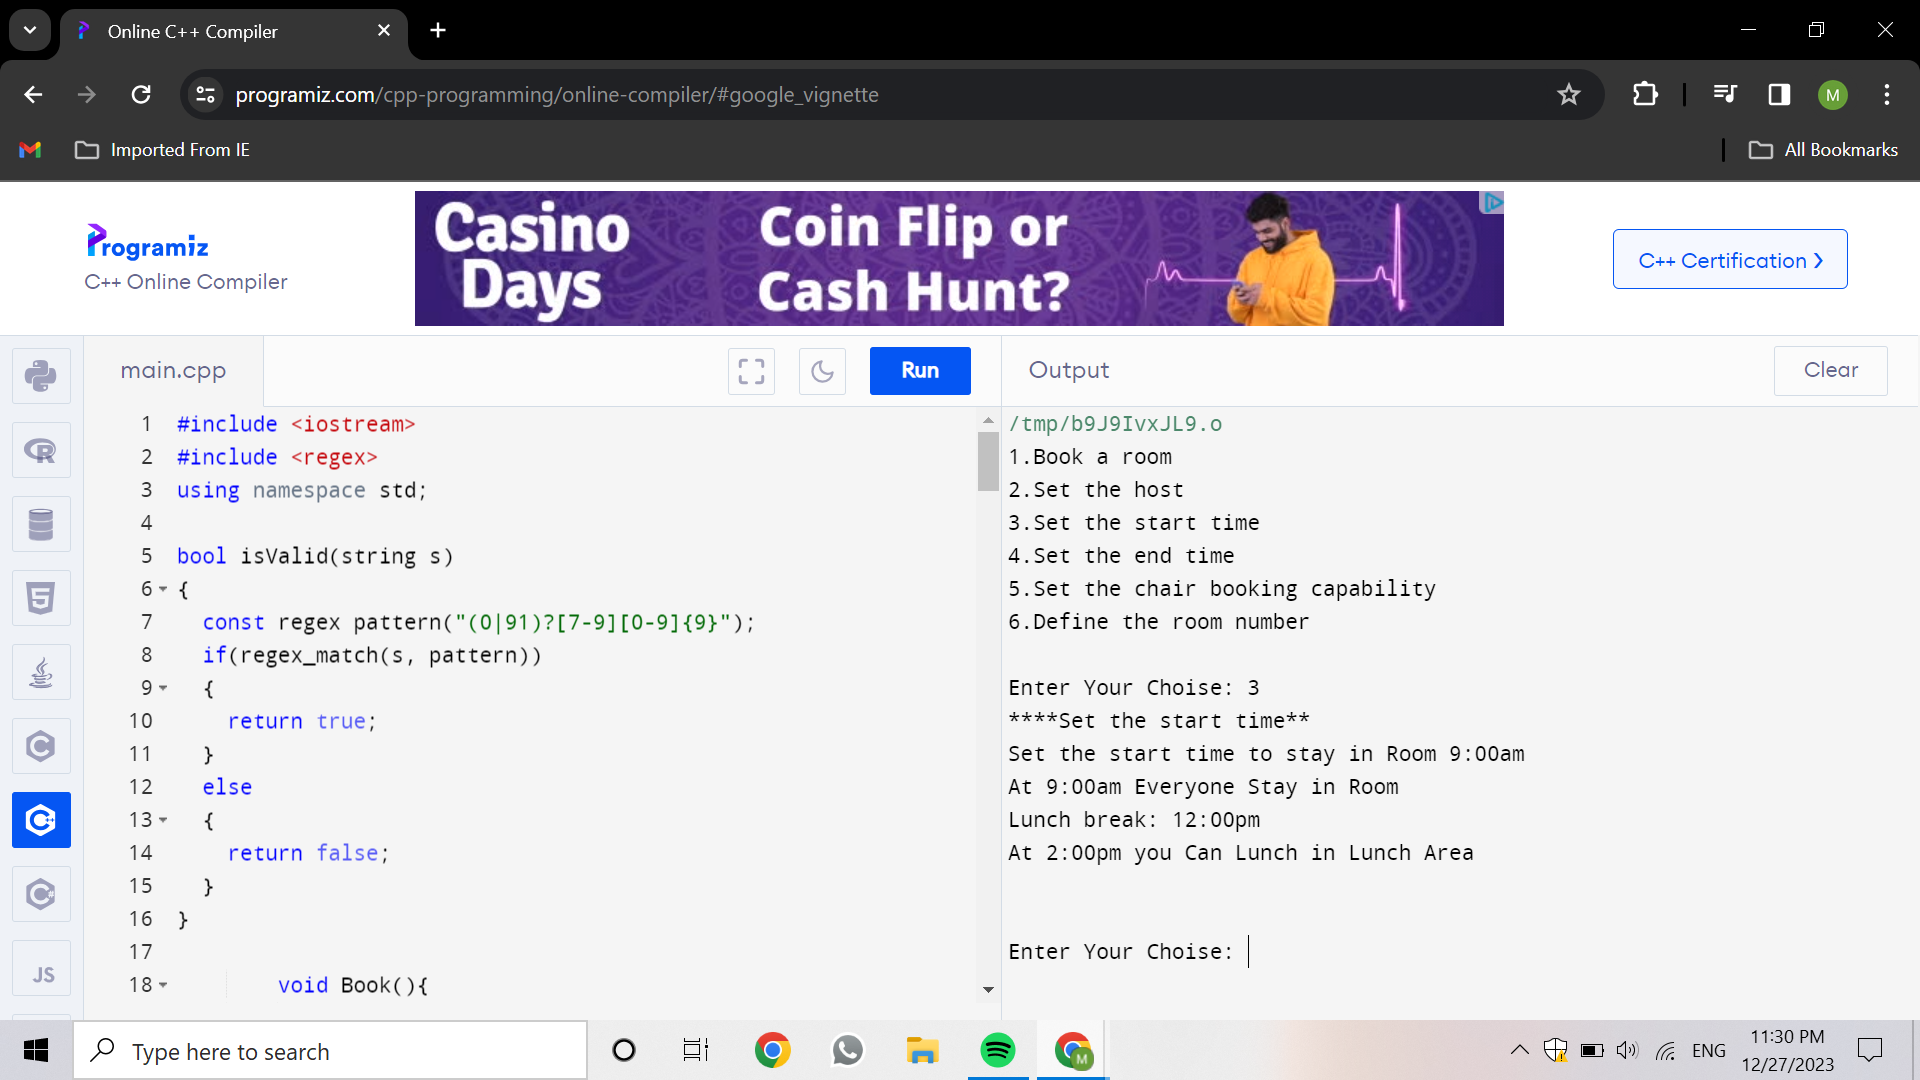 Online C++ Compiler
programiz.com/cpp-programming/online-compiler/#google_vignette
M
Imported From IE
All Bookmarks
Programiz
C++ Online Compiler
Casino Days
Coin Flip or
Cash Hunt?
C++ Certification ❯
main.cpp
Run
Output
Clear
1 #include <iostream>
2 #include <regex>
3 using namespace std;
4
5 bool isValid(string s)
6 {
7 const regex pattern("(0|91)?[7-9][0-9]{9}");
8 if(regex_match(s, pattern))
9 {
10 return true;
11 }
12 else
13 {
14 return false;
15 }
16 }
17
18 void Book(){
/tmp/b9J9IvxJL9.o
1.Book a room
2.Set the host
3.Set the start time
4.Set the end time
5.Set the chair booking capability
6.Define the room number
Enter Your Choise: 3
****Set the start time**
Set the start time to stay in Room 9:00am
At 9:00am Everyone Stay in Room
Lunch break: 12:00pm
At 2:00pm you Can Lunch in Lunch Area
Enter Your Choise:
R
5
C
C++
C#
JS
Type here to search
M
ENG
11:30 PM
12/27/2023